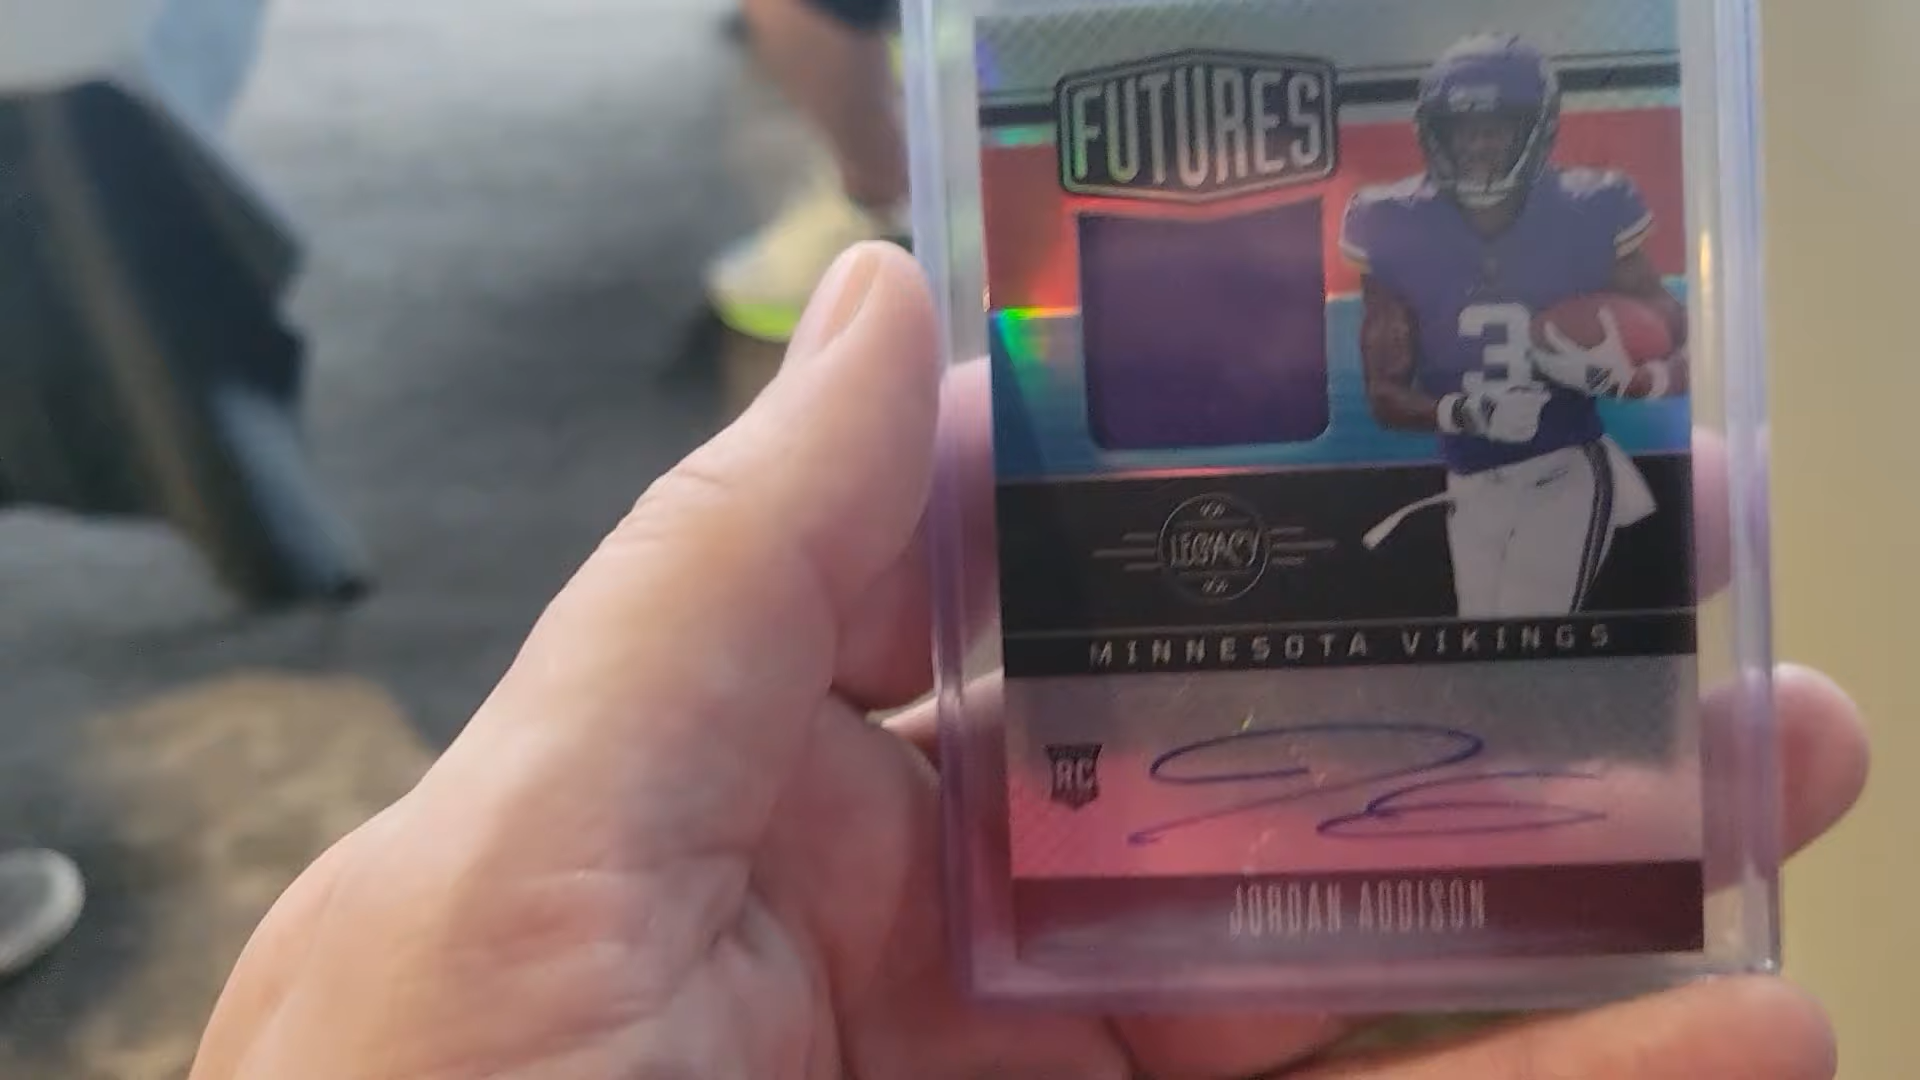 FUTURES
3
LEGACY
MINNESOTA VIKINGS
RC
JORDAN ADDISON